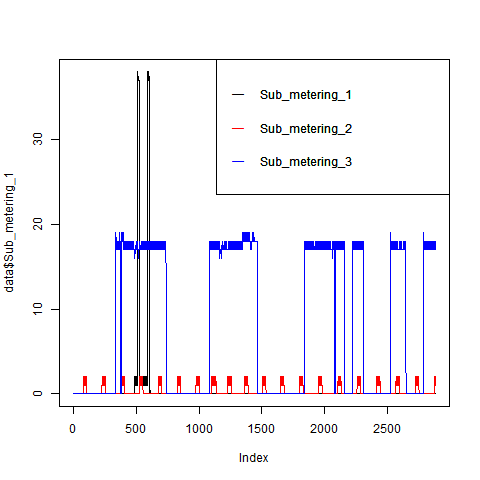 Sub_metering_1
Sub_metering_2
Sub_metering_3
data$Sub_metering_1
30
20
10
0
0 500 1000 1500 2000 2500
Index